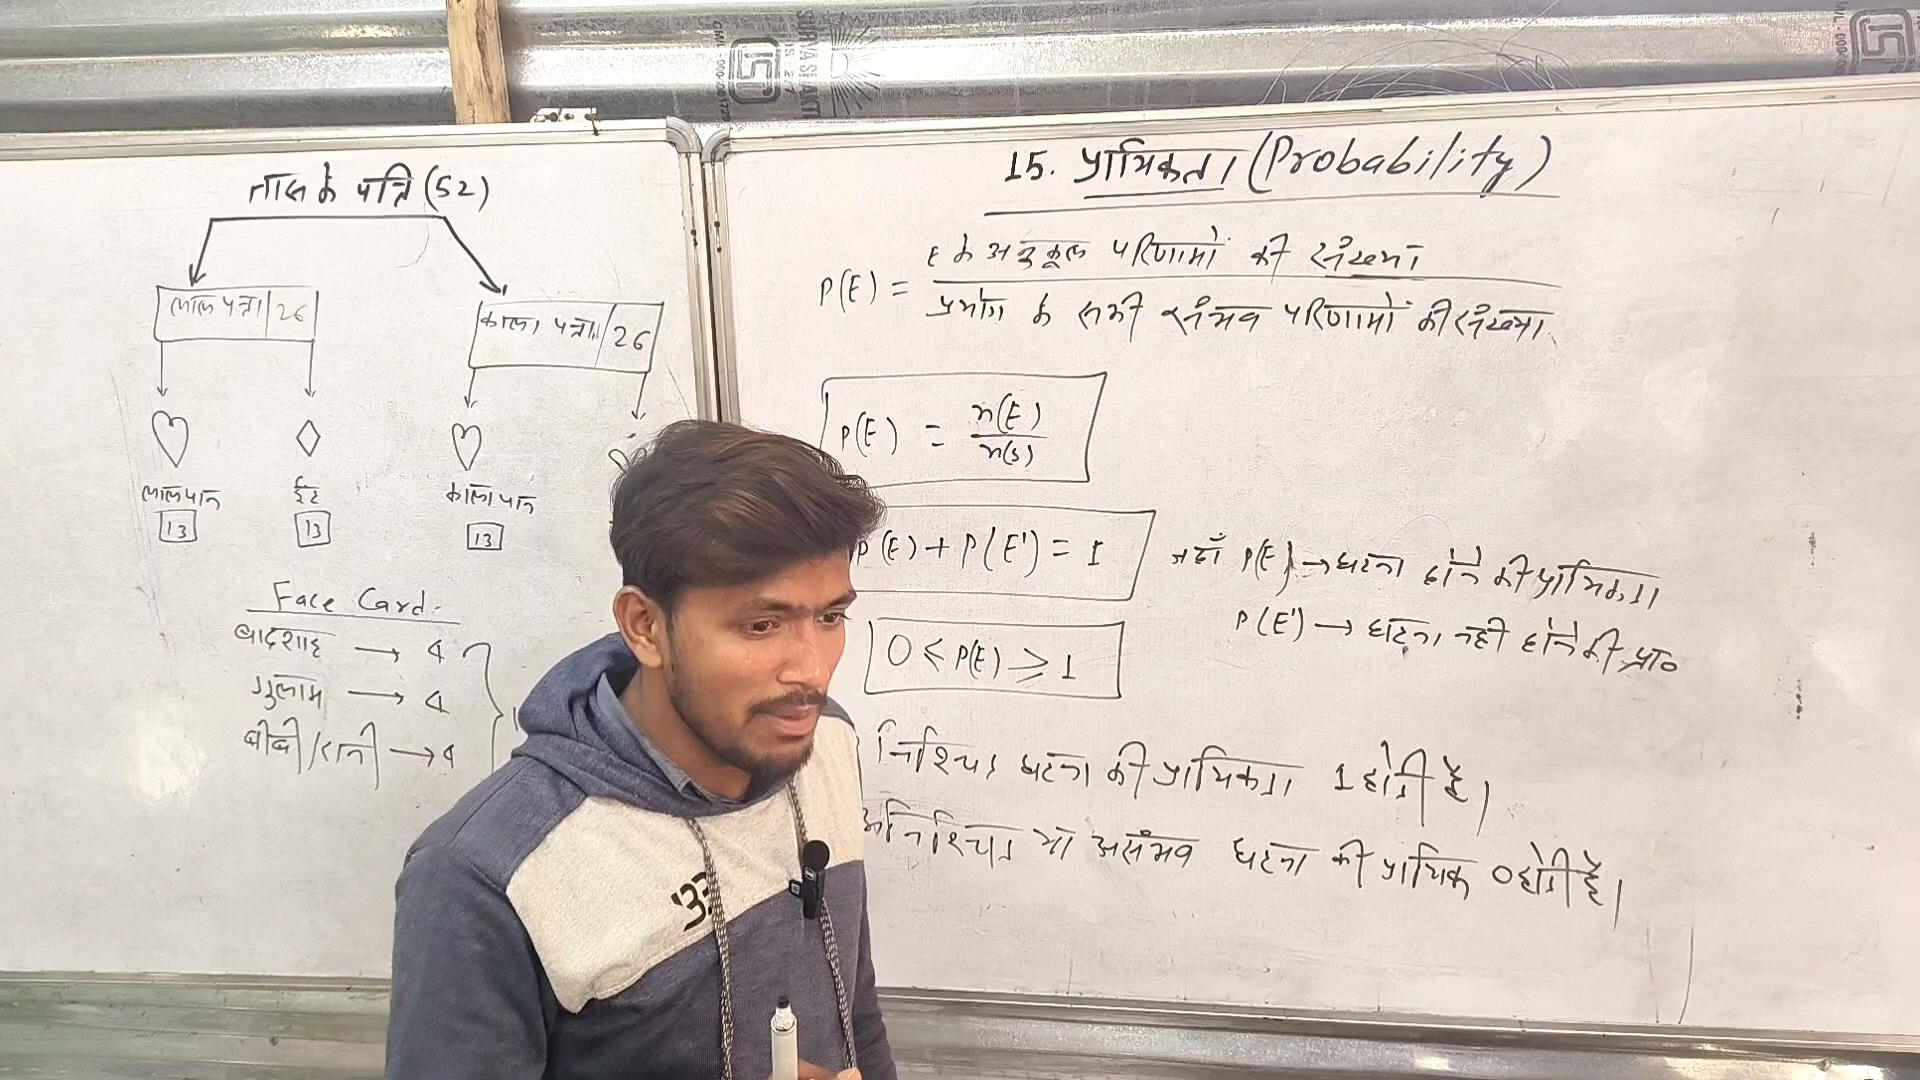 तास के पत्ते (52)
लाल पत्ता 26
काला पत्ता 26
लालपान
ईंट
कालापान
13
13
13
Face Card
बादशाह → 4
गुलाम → 4
बीबी/रानी → 4
15. प्रायिकता (Probability)
P(E) = E के अनुकूल परिणामों की संख्या
प्रयोग के सभी संभव परिणामों की संख्या
P(E) = n(E)
n(S)
P(E) + P(E') = 1 जहाँ P(E) → घटना होने की प्रायिकता
P(E') → घटना नहीं होने की प्रा०
0 ≤ P(E) ≥ 1
निश्चित घटना की प्रायिकता 1 होती है।
अनिश्चित या असंभव घटना की प्रायिक 0 होती है।
'33